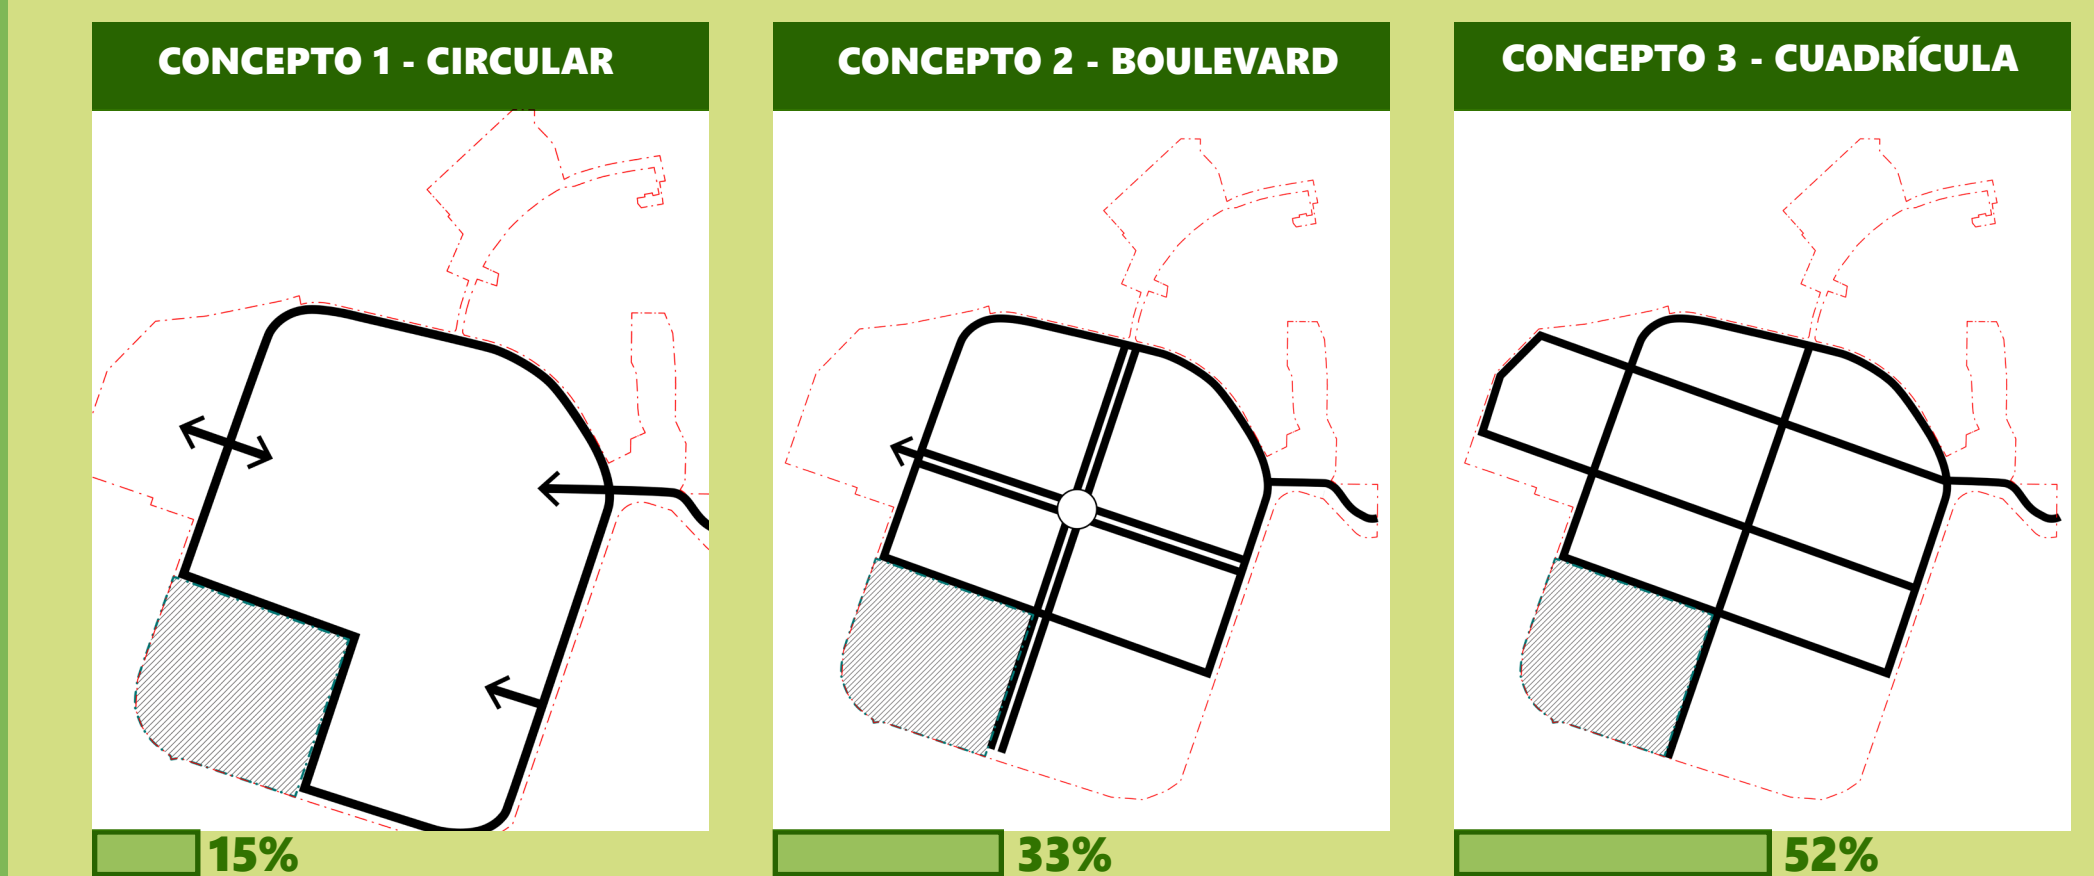 CONCEPTO 1 - CIRCULAR
CONCEPTO 2 - BOULEVARD
CONCEPTO 3 - CUADRÍCULA
15%
33%
52%